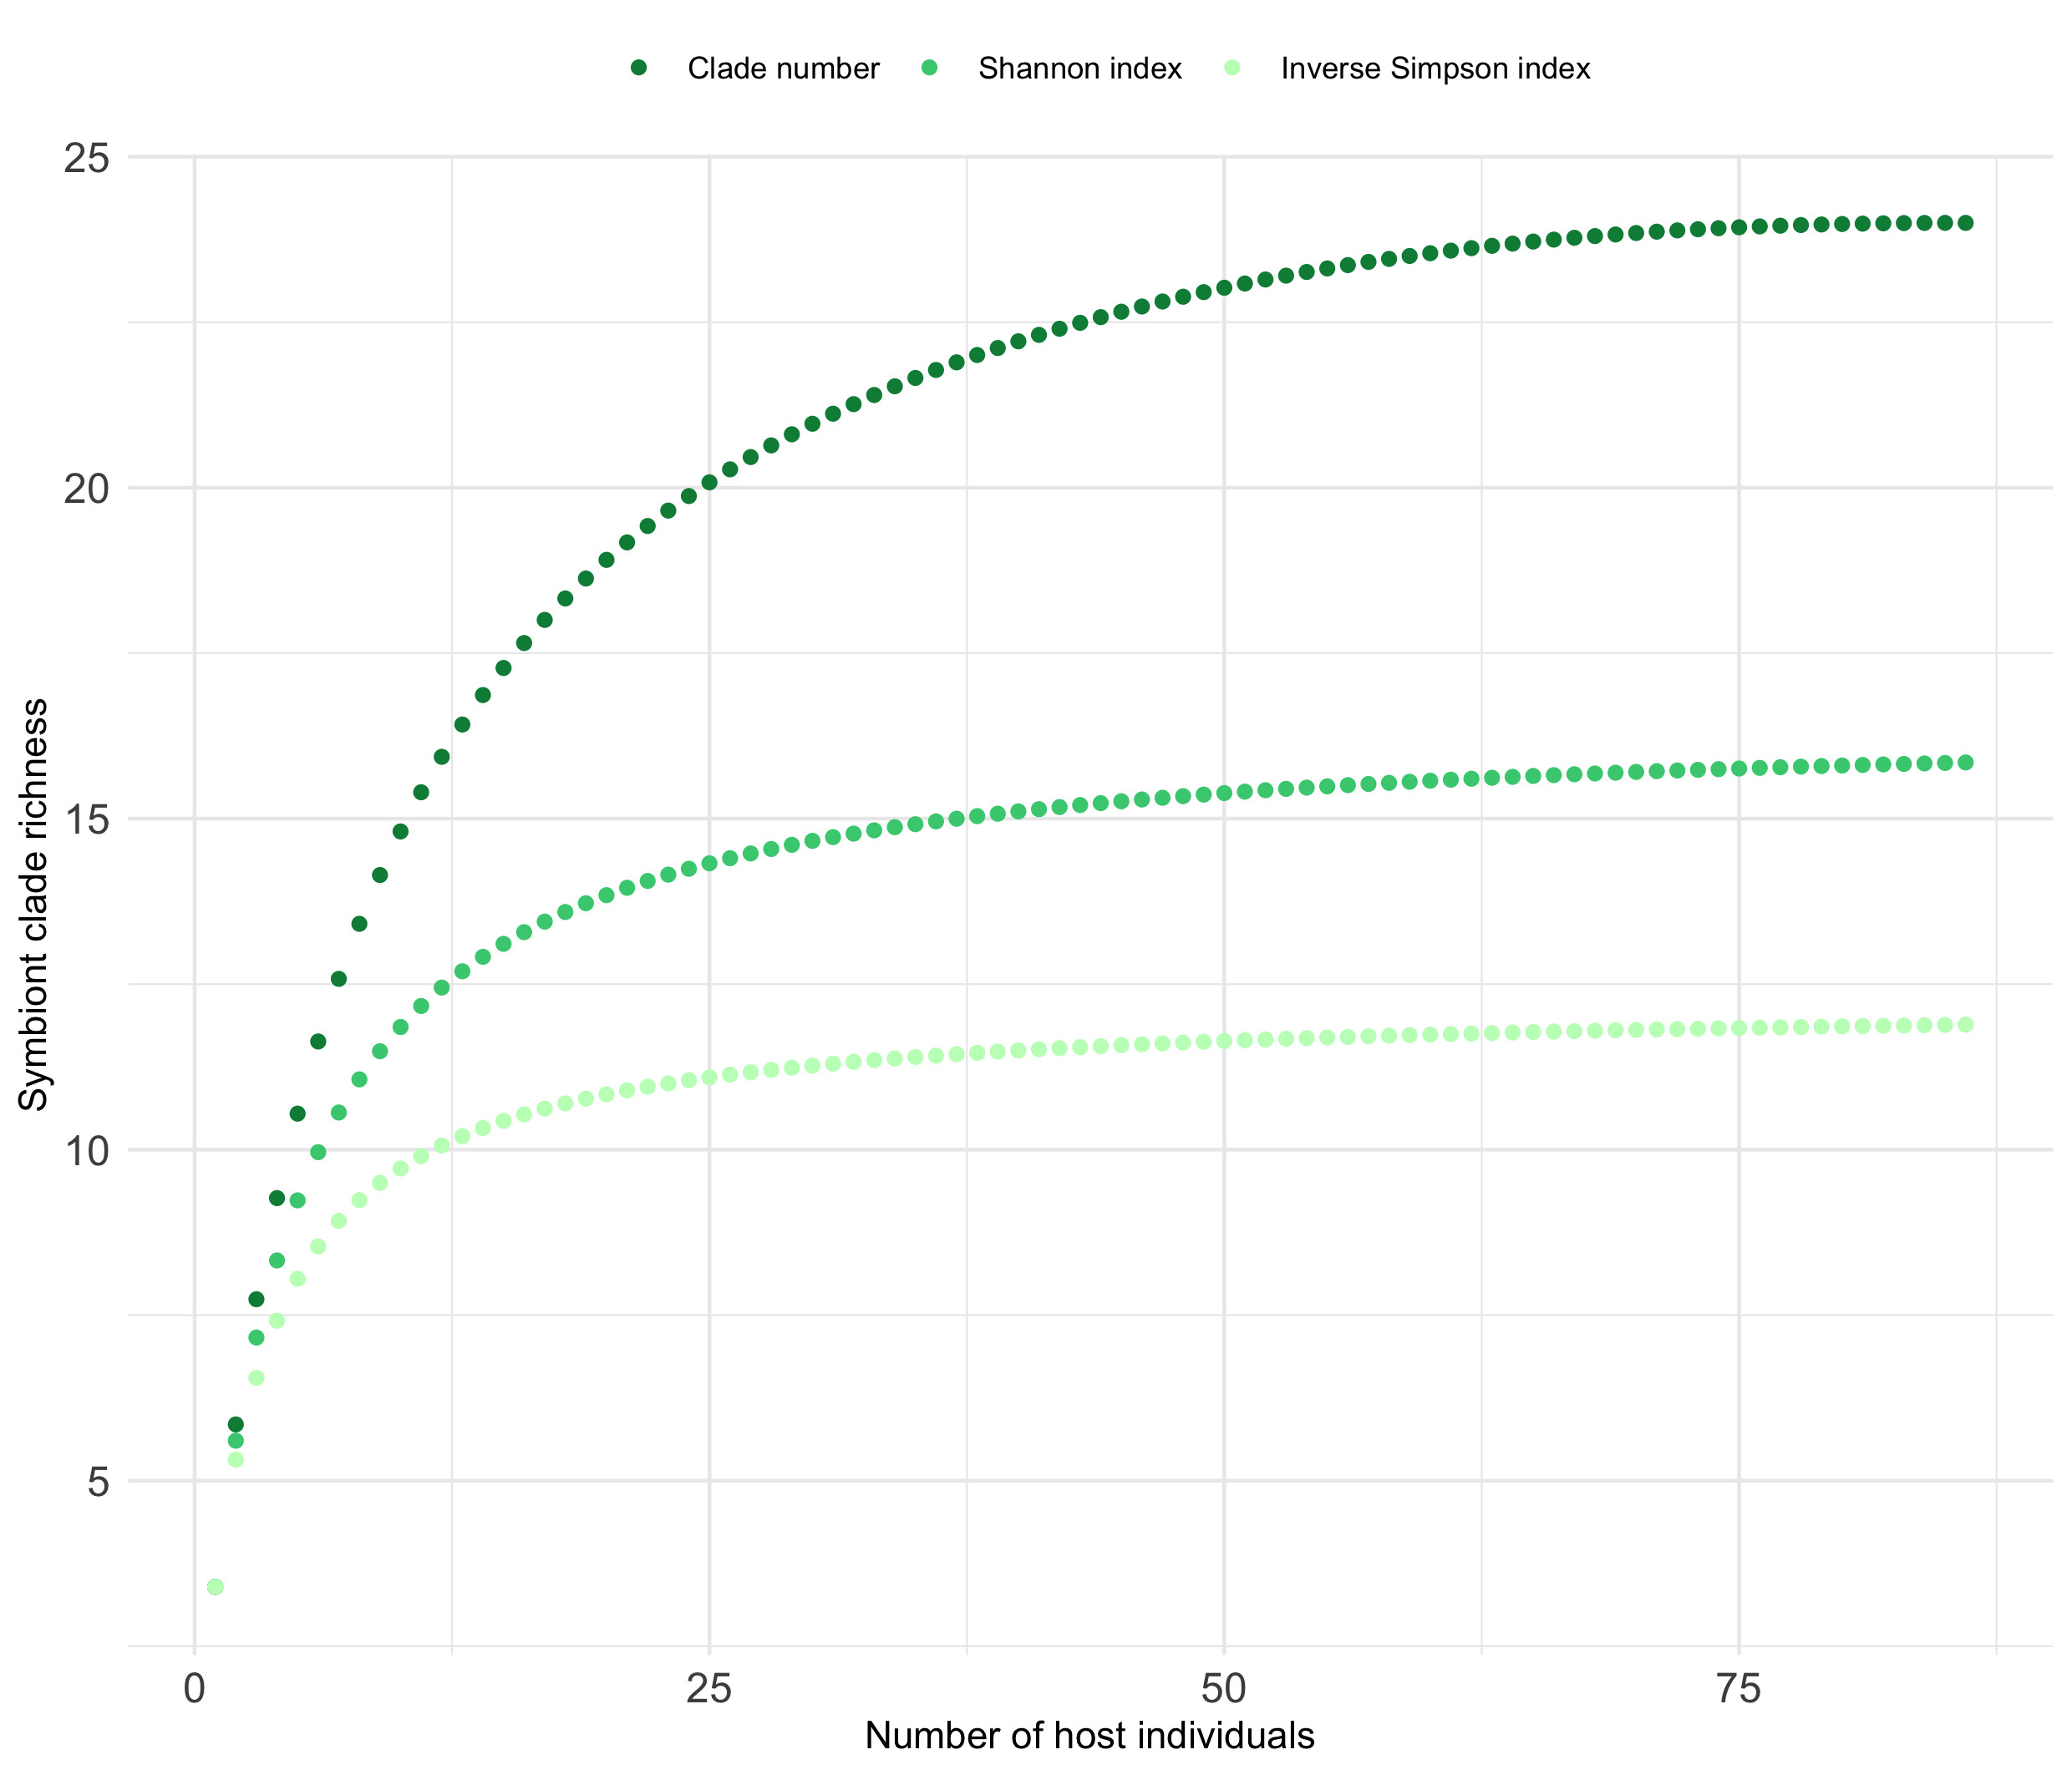 Clade number Shannon index Inverse Simpson index
25
20
15
10
5
Symbiont clade richness
0 25 50 75
Number of host individuals